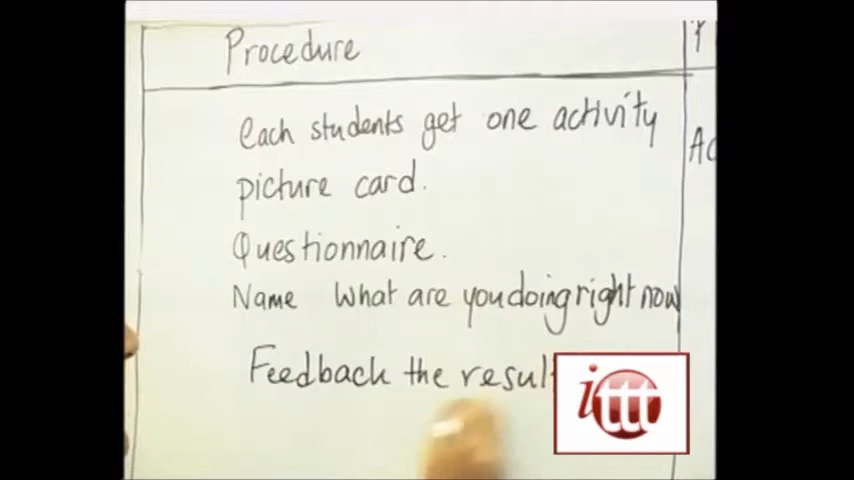 Procedure
Each students get one activity
picture card.
Questionnaire.
Name What are you doing right now
Feedback the
ittt